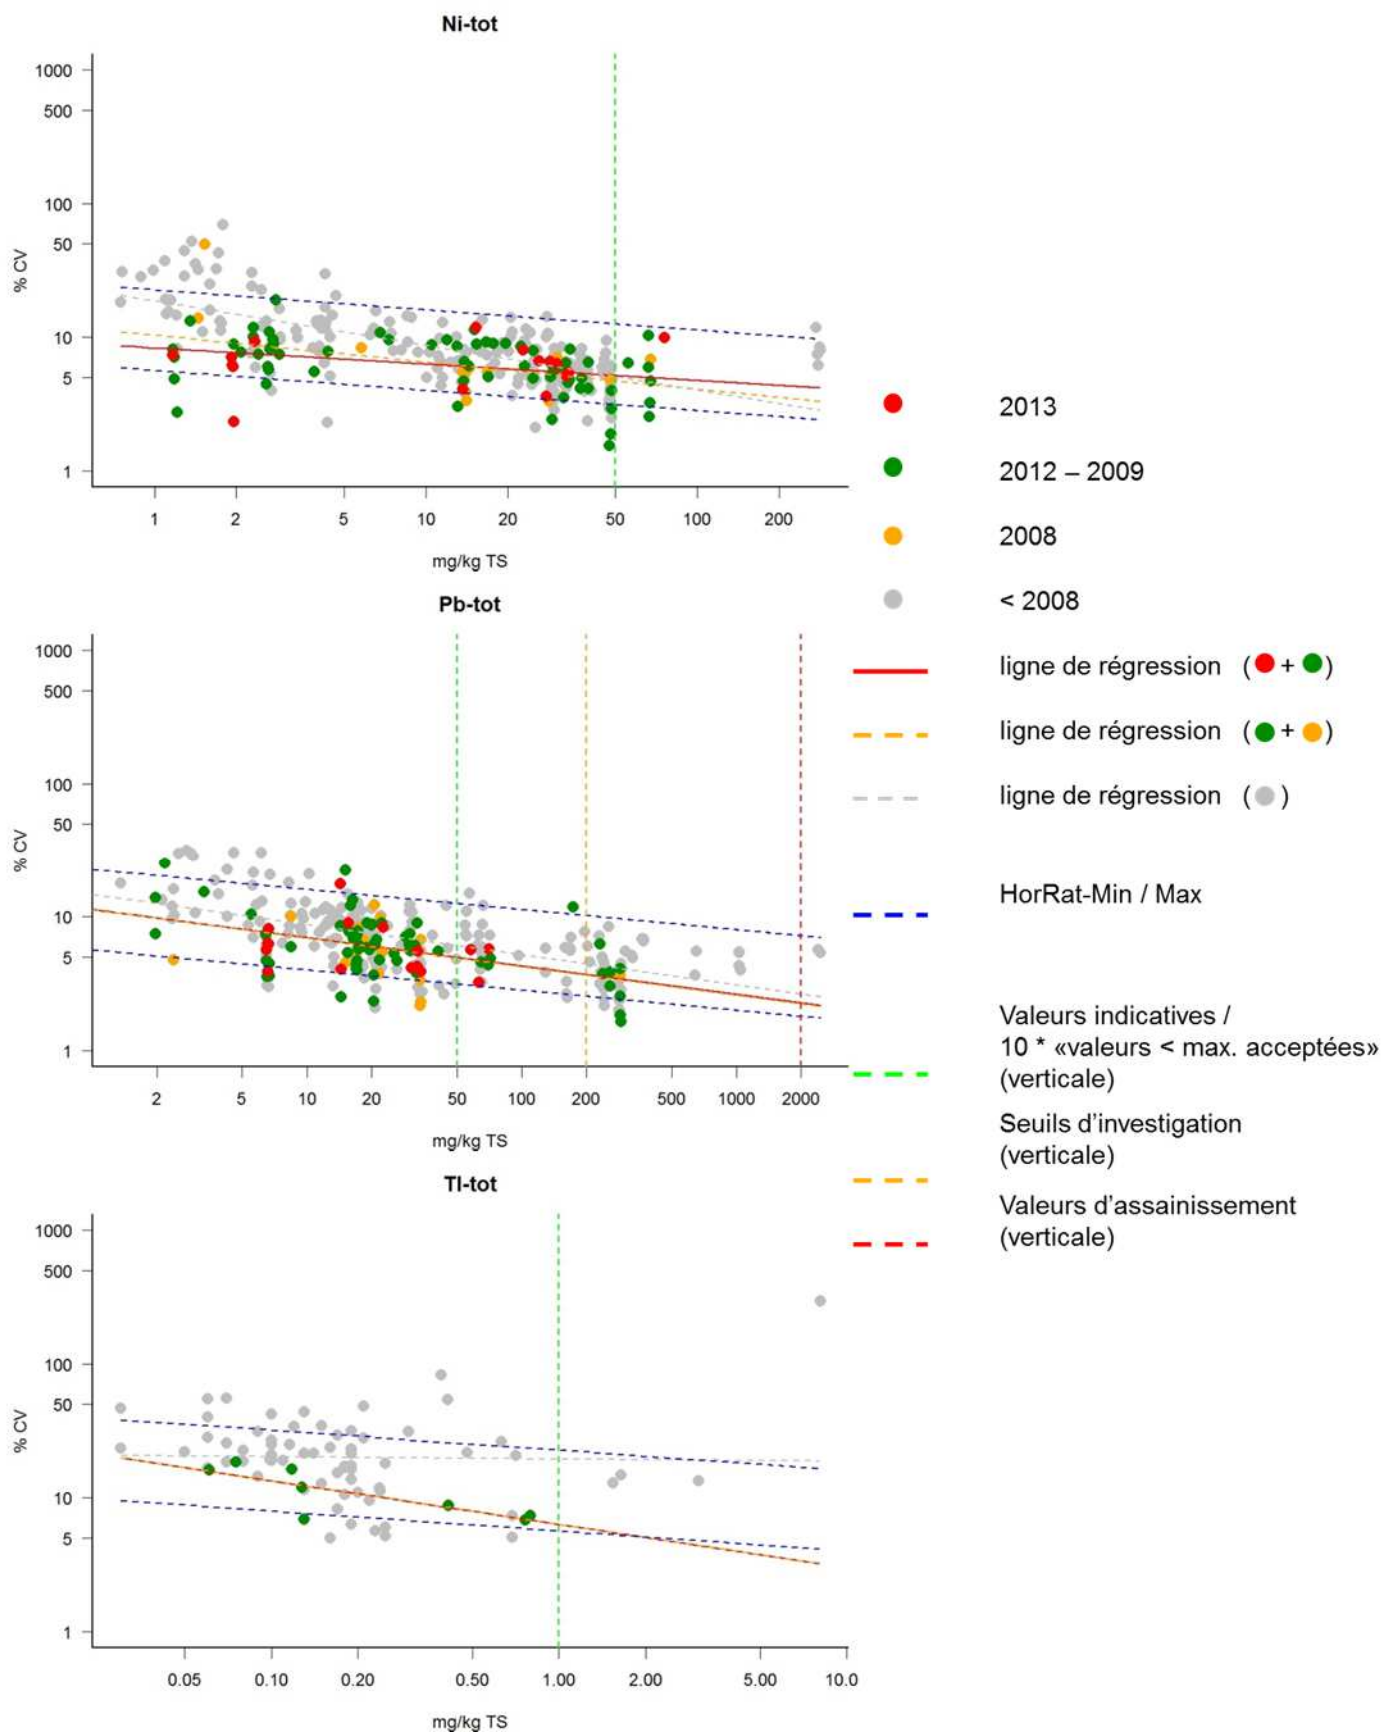 Ni-tot
1000
500
100
50
10
5
1
% CV
1 2 5 10 20 50 100 200
mg/kg TS
Pb-tot
1000
500
100
50
10
5
1
% CV
2 5 10 20 50 100 200 500 1000 2000
mg/kg TS
Tl-tot
1000
500
100
50
10
5
1
% CV
0.05 0.10 0.20 0.50 1.00 2.00 5.00 10.0
mg/kg TS
2013
2012 – 2009
2008
< 2008
ligne de régression ( + )
ligne de régression ( + )
ligne de régression ( )
HorRat-Min / Max
Valeurs indicatives /
10 * «valeurs < max. acceptées»
(verticale)
Seuils d’investigation
(verticale)
Valeurs d’assainissement
(verticale)